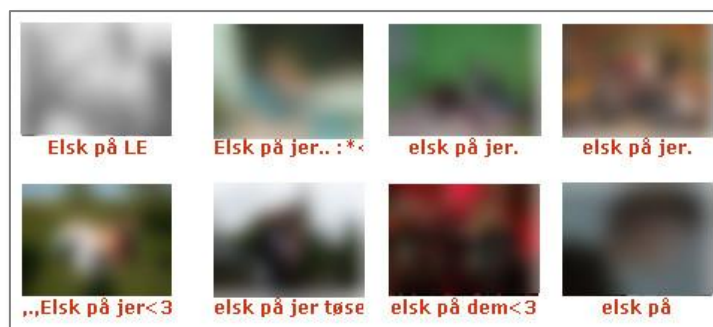 Elsk på LE
Elsk på jer.. :*<
elsk på jer.
elsk på jer.
,.,Elsk på jer<3
elsk på jer tøse
elsk på dem<3
elsk på